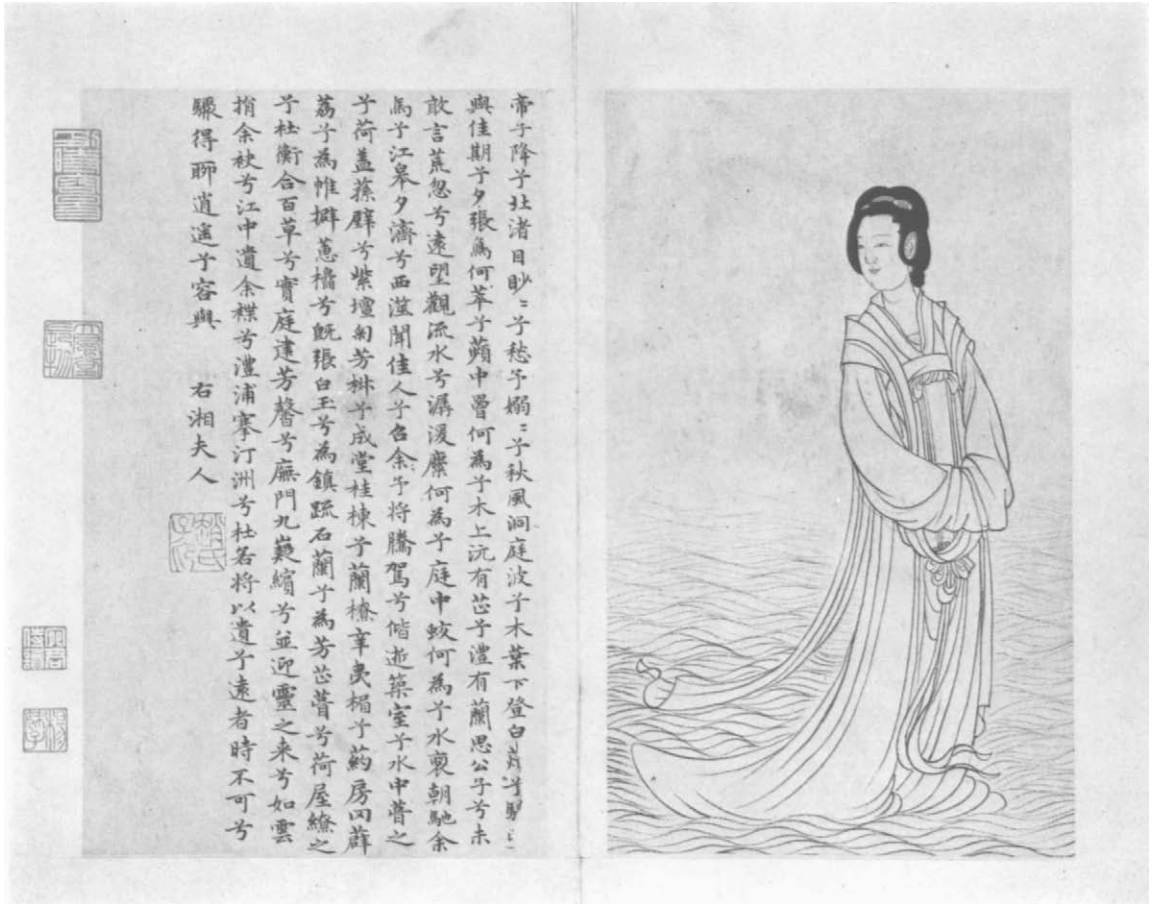 帝子降兮北渚目眇〻兮愁予嫋〻兮秋風洞庭波兮木葉下登白薠兮騁
與佳期兮夕張鳥何萃兮蘋中罾何為兮木上沅有芷兮澧有蘭思公子兮未
敢言荒忽兮遠望觀流水兮潺湲麋何為兮庭中蛟何為兮水裔朝馳余
馬兮江皋夕濟兮西澨聞佳人兮召余兮將騰駕兮偕逝築室兮水中葺之
兮荷蓋蓀壁兮紫壇匊芳椒兮成堂桂棟兮蘭橑辛夷楣兮葯房罔薜
荔兮為帷擗蕙櫋兮既張白玉兮為鎮疏石蘭兮為芳芷葺兮荷屋繚之
兮杜衡合百草兮實庭建芳馨兮廡門九嶷繽兮並迎靈之来兮如雲
捐余袂兮江中遺余褋兮澧浦搴汀洲兮杜若将以遺兮遠者時不可兮
驟得聊逍遥兮容與 右湘夫人